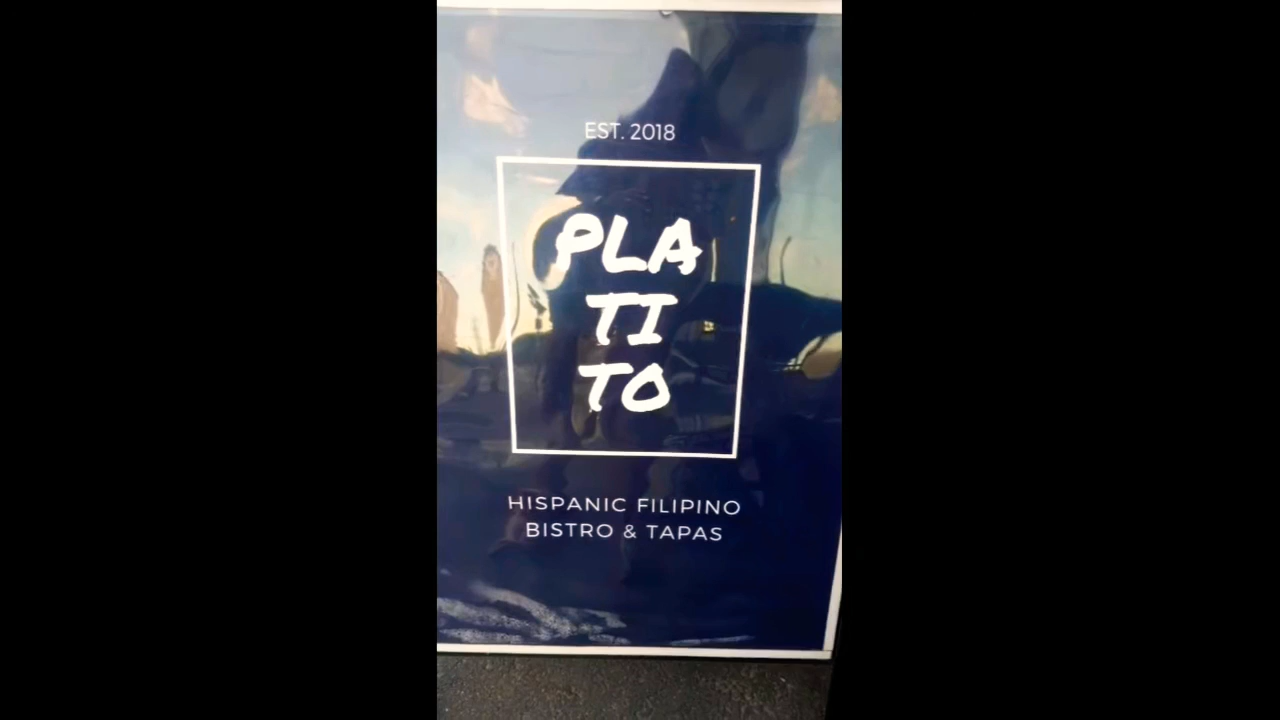 EST. 2018
PLA
TI
TO
HISPANIC FILIPINO
BISTRO & TAPAS